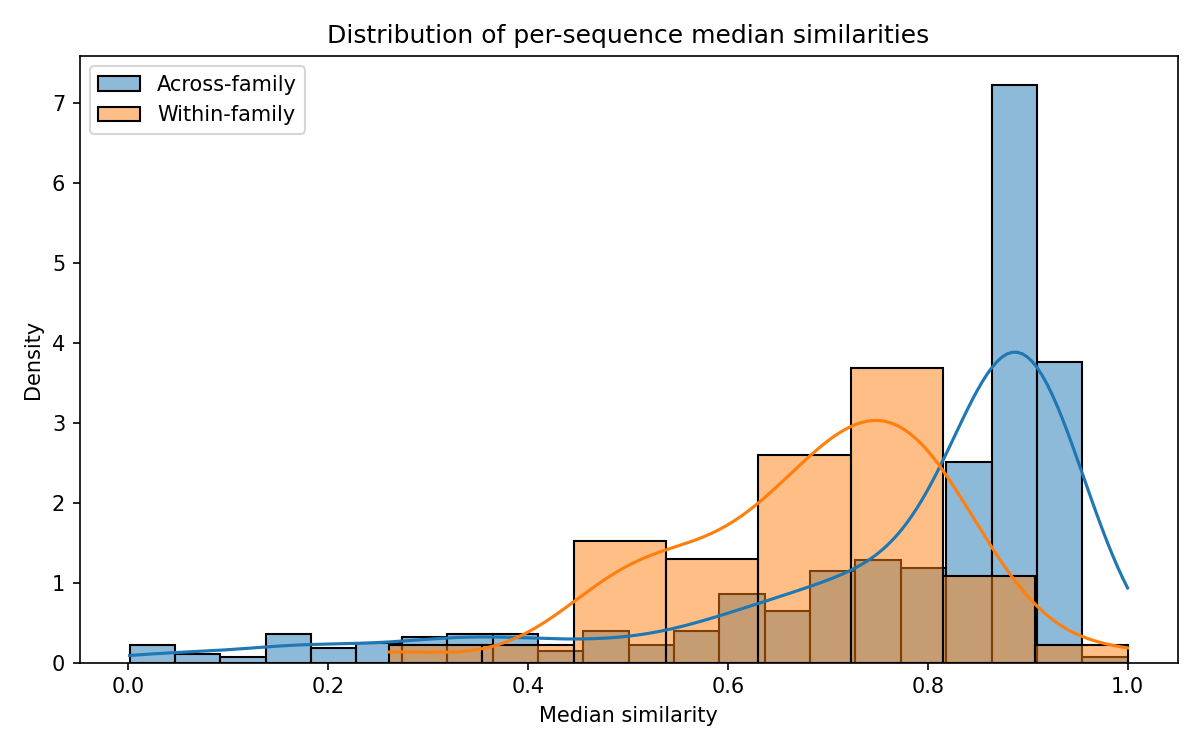 Distribution of per-sequence median similarities
Across-family
Within-family
7
6
5
4
3
2
1
0
Density
0.0 0.2 0.4 0.6 0.8 1.0
Median similarity